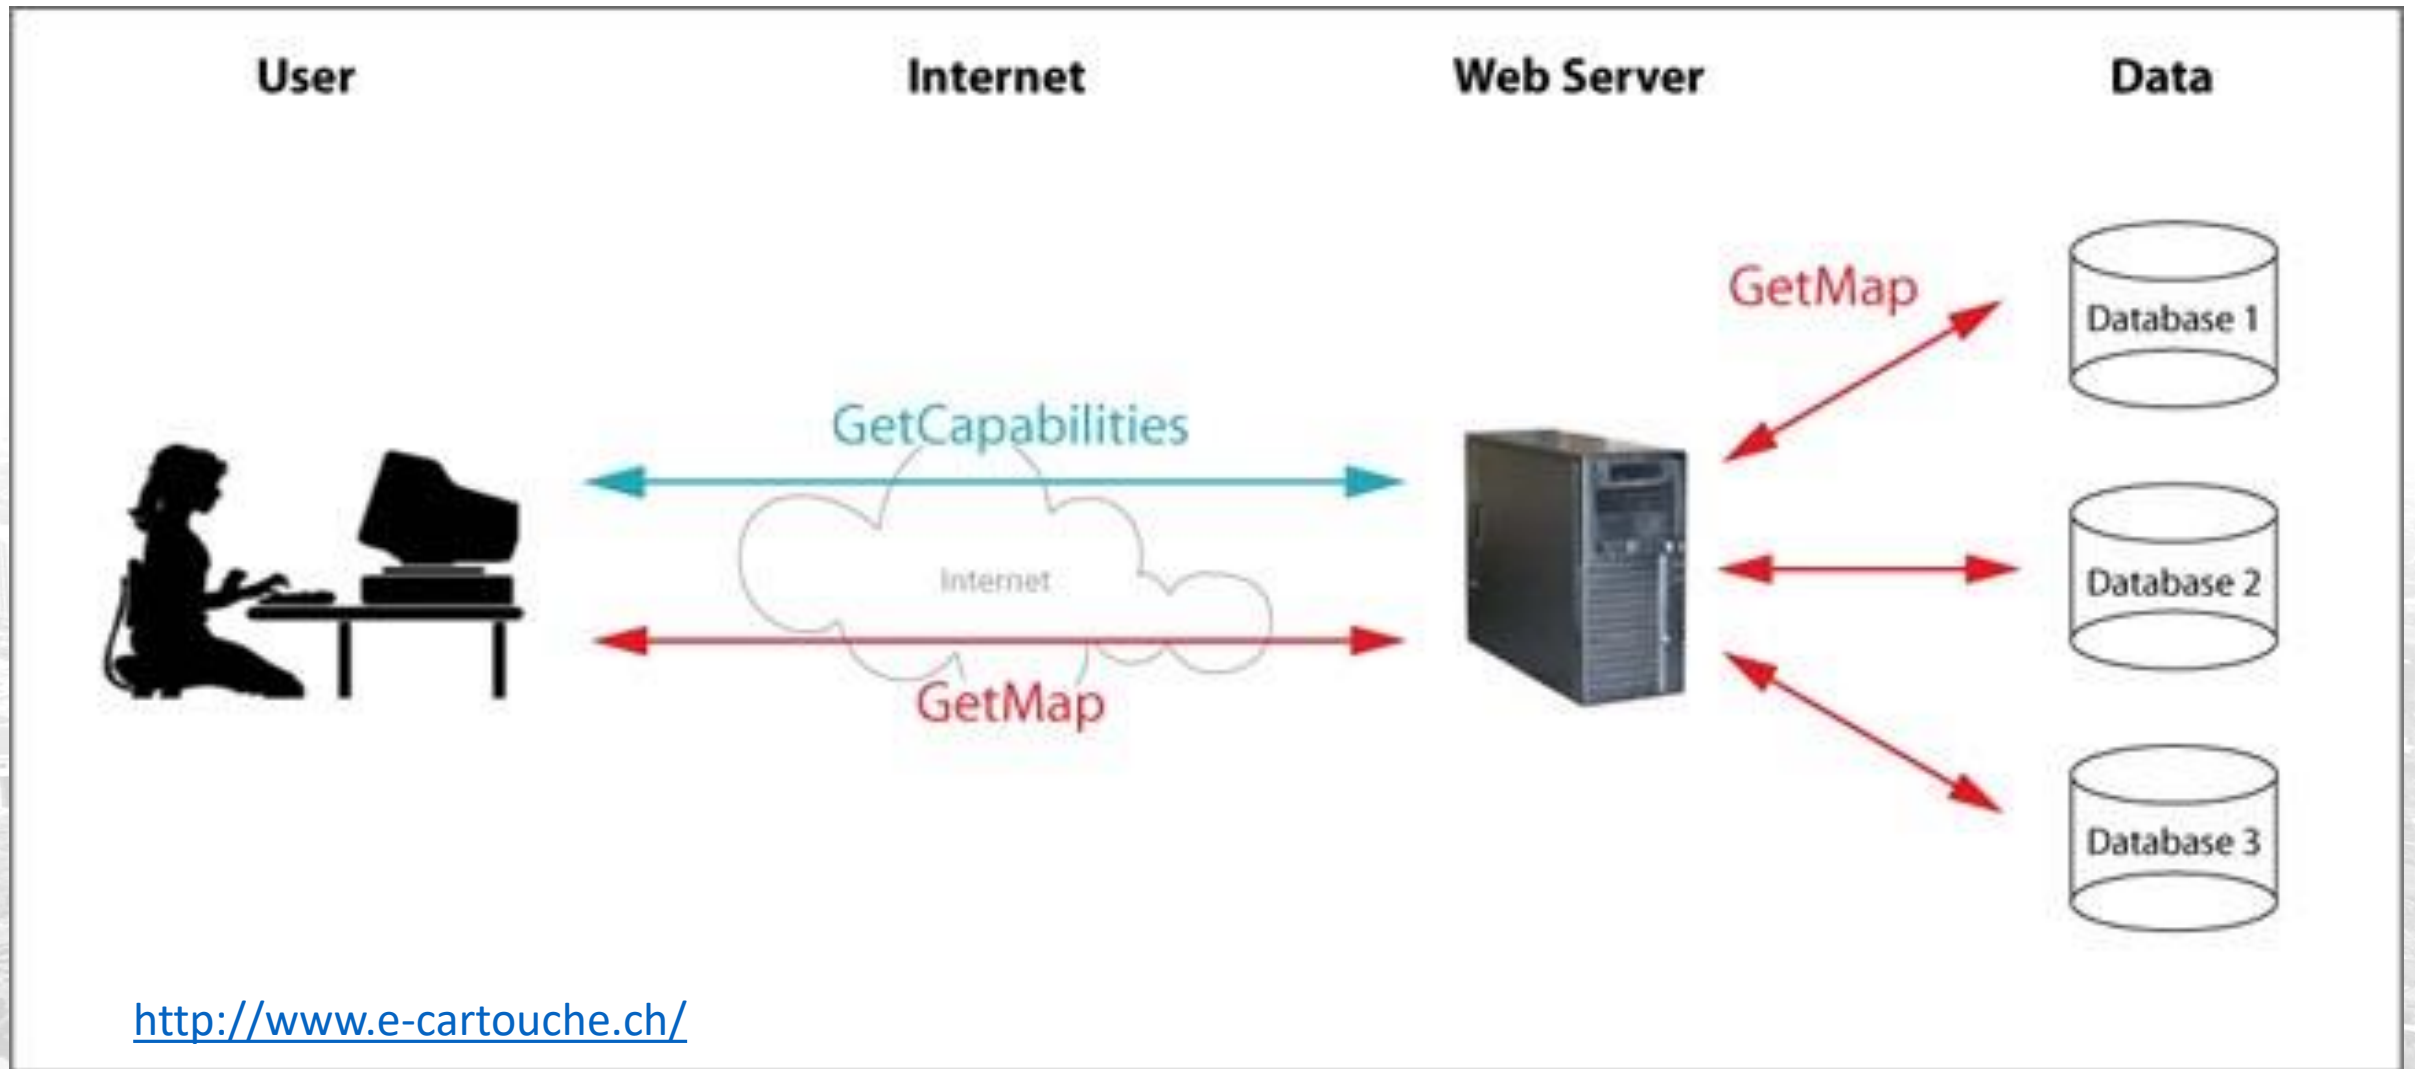 User
Internet
Web Server
Data
GetMap
Database 1
GetCapabilities
Internet
Database 2
GetMap
Database 3
http://www.e-cartouche.ch/